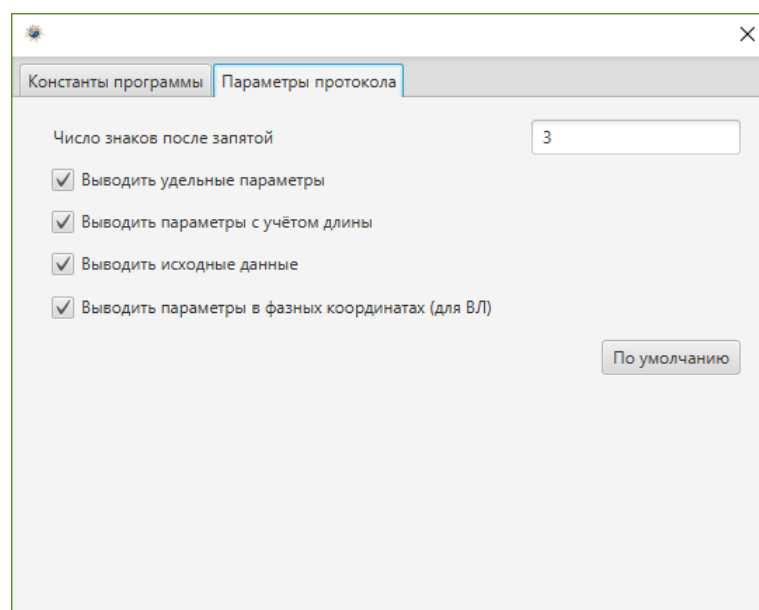 Константы программы Параметры протокола
Число знаков после запятой 3
Выводить удельные параметры
Выводить параметры с учётом длины
Выводить исходные данные
Выводить параметры в фазных координатах (для ВЛ)
По умолчанию